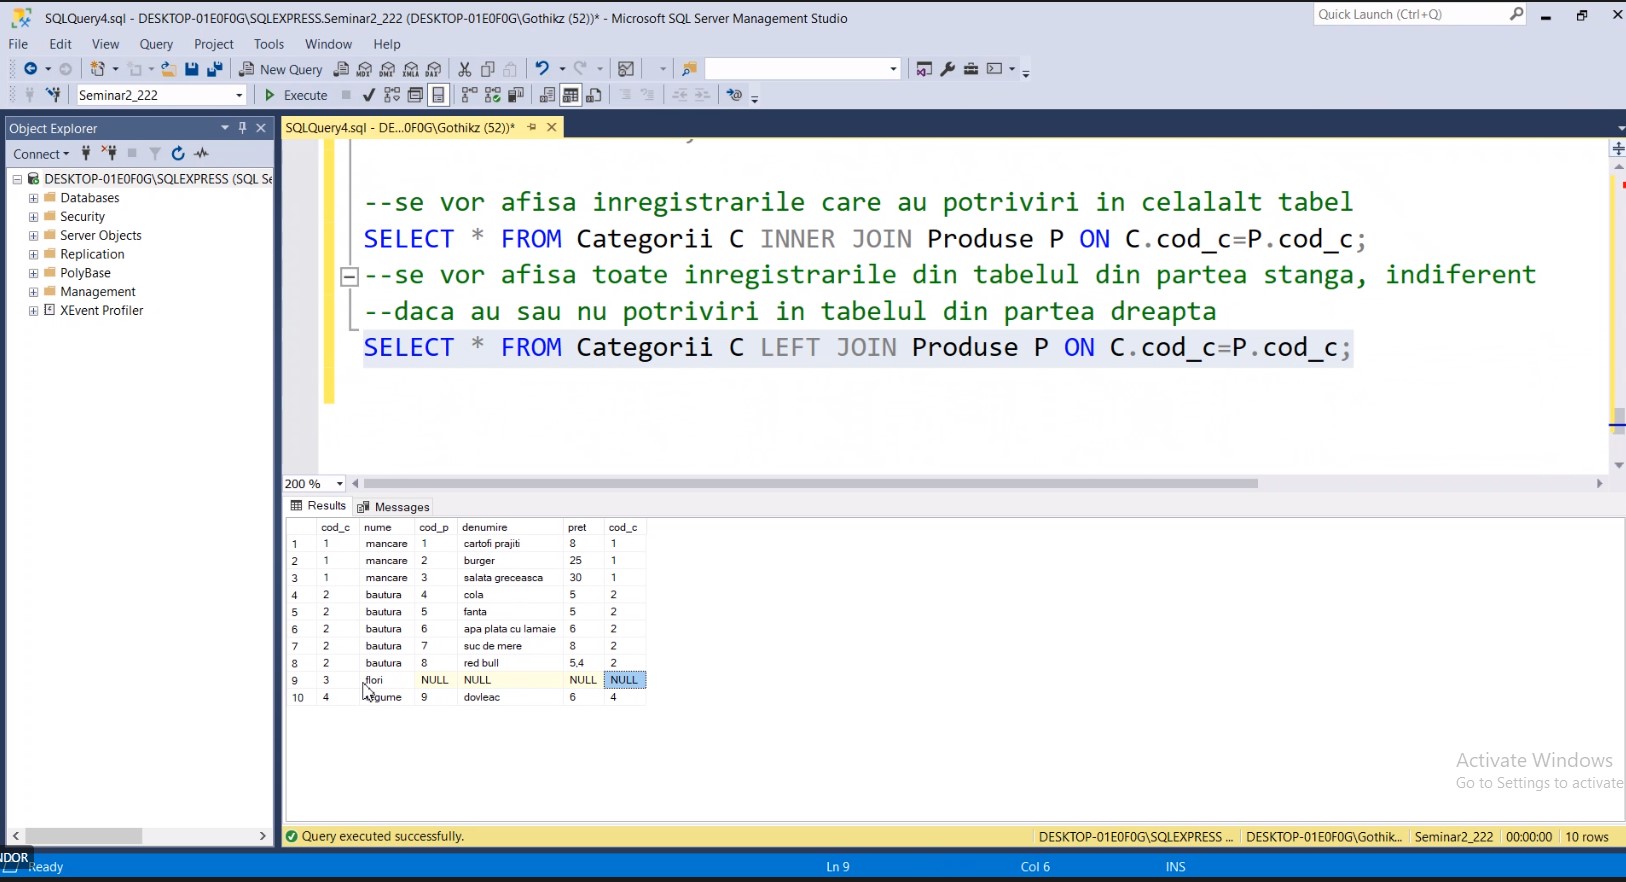 SQLQuery4.sql - DESKTOP-01E0F0G\SQLEXPRESS.Seminar2_222 (DESKTOP-01E0F0G\Gothikz (52))* - Microsoft SQL Server Management Studio
Quick Launch (Ctrl+Q)
File Edit View Query Project Tools Window Help
New Query MDX DMX XMLA DAX
Seminar2_222 Execute
Object Explorer
SQLQuery4.sql - DE...0F0G\Gothikz (52))*
Connect
DESKTOP-01E0F0G\SQLEXPRESS (SQL Se
Databases
Security
Server Objects
Replication
PolyBase
Management
XEvent Profiler
--se vor afisa inregistrarile care au potriviri in celalalt tabel
SELECT * FROM Categorii C INNER JOIN Produse P ON C.cod_c=P.cod_c;
--se vor afisa toate inregistrarile din tabelul din partea stanga, indiferent
--daca au sau nu potriviri in tabelul din partea dreapta
SELECT * FROM Categorii C LEFT JOIN Produse P ON C.cod_c=P.cod_c;
200 %
Results Messages
cod_c nume cod_p denumire pret cod_c
1 1 mancare 1 cartofi prajiti 8 1
2 1 mancare 2 burger 25 1
3 1 mancare 3 salata greceasca 30 1
4 2 bautura 4 cola 5 2
5 2 bautura 5 fanta 5 2
6 2 bautura 6 apa plata cu lamaie 6 2
7 2 bautura 7 suc de mere 8 2
8 2 bautura 8 red bull 5,4 2
9 3 flori NULL NULL NULL NULL
10 4 legume 9 dovleac 6 4
Activate Windows
Go to Settings to activate
Query executed successfully.
DESKTOP-01E0F0G\SQLEXPRESS ... DESKTOP-01E0F0G\Gothik... Seminar2_222 00:00:00 10 rows
NDOR
Ready Ln 9 Col 6 INS